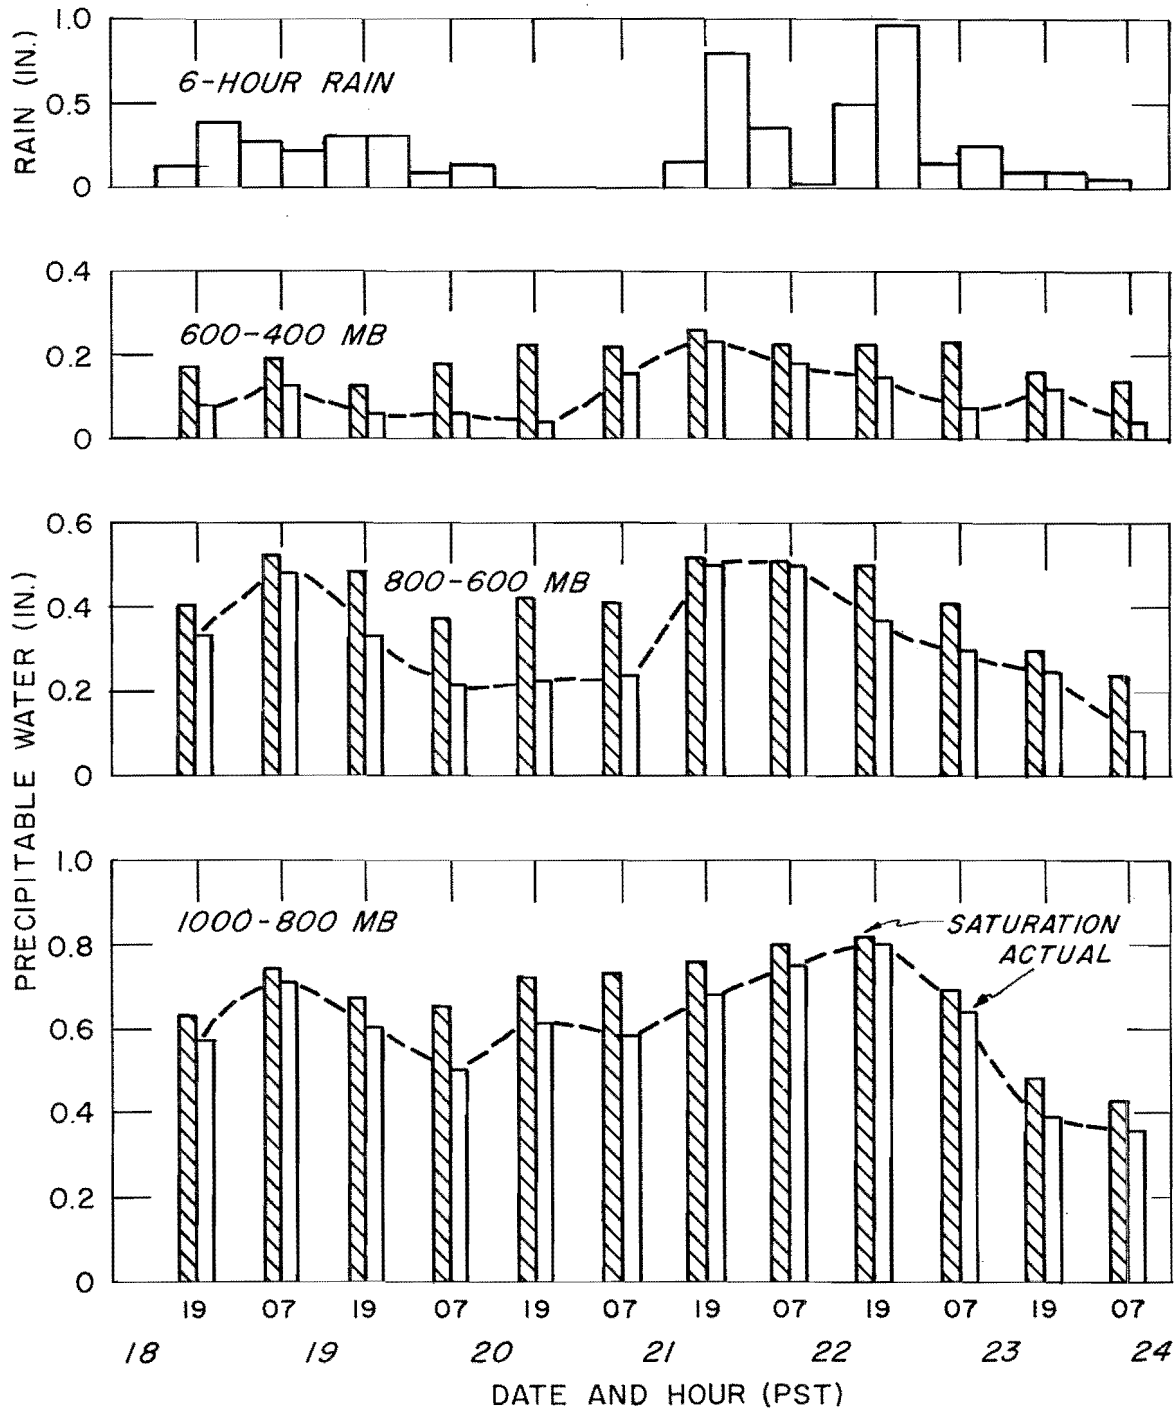 RAIN (IN.)
1.0
0.5
0
6-HOUR RAIN
PRECIPITABLE WATER (IN.)
0.4
0.2
0
600-400 MB
0.6
0.4
0.2
0
800-600 MB
1.0
0.8
0.6
0.4
0.2
0
1000-800 MB
SATURATION
ACTUAL
19 07 19 07 19 07 19 07 19 07 19 07
18 19 20 21 22 23 24
DATE AND HOUR (PST)